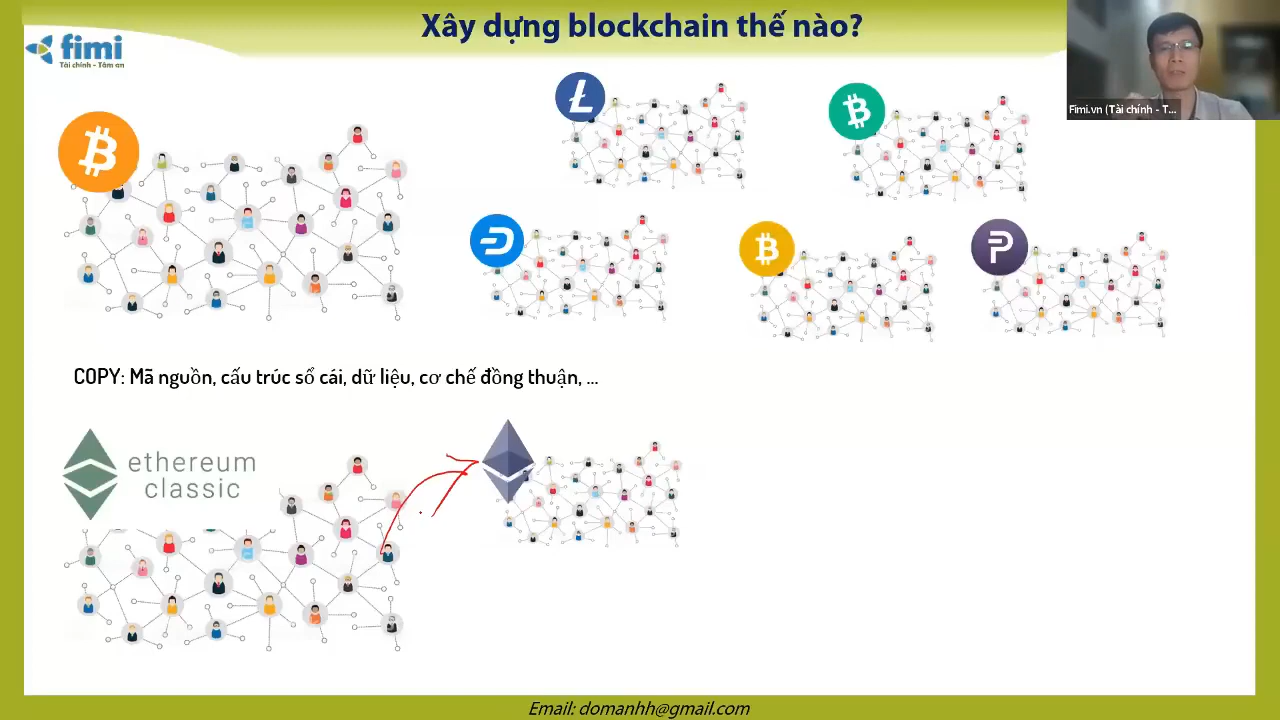 Xây dựng blockchain thế nào?
fimi
Tài chính - Tâm an
Fimi.vn (Tài chính - T...
COPY: Mã nguồn, cấu trúc sổ cái, dữ liệu, cơ chế đồng thuận, ...
ethereum
classic
Email: domanhh@gmail.com